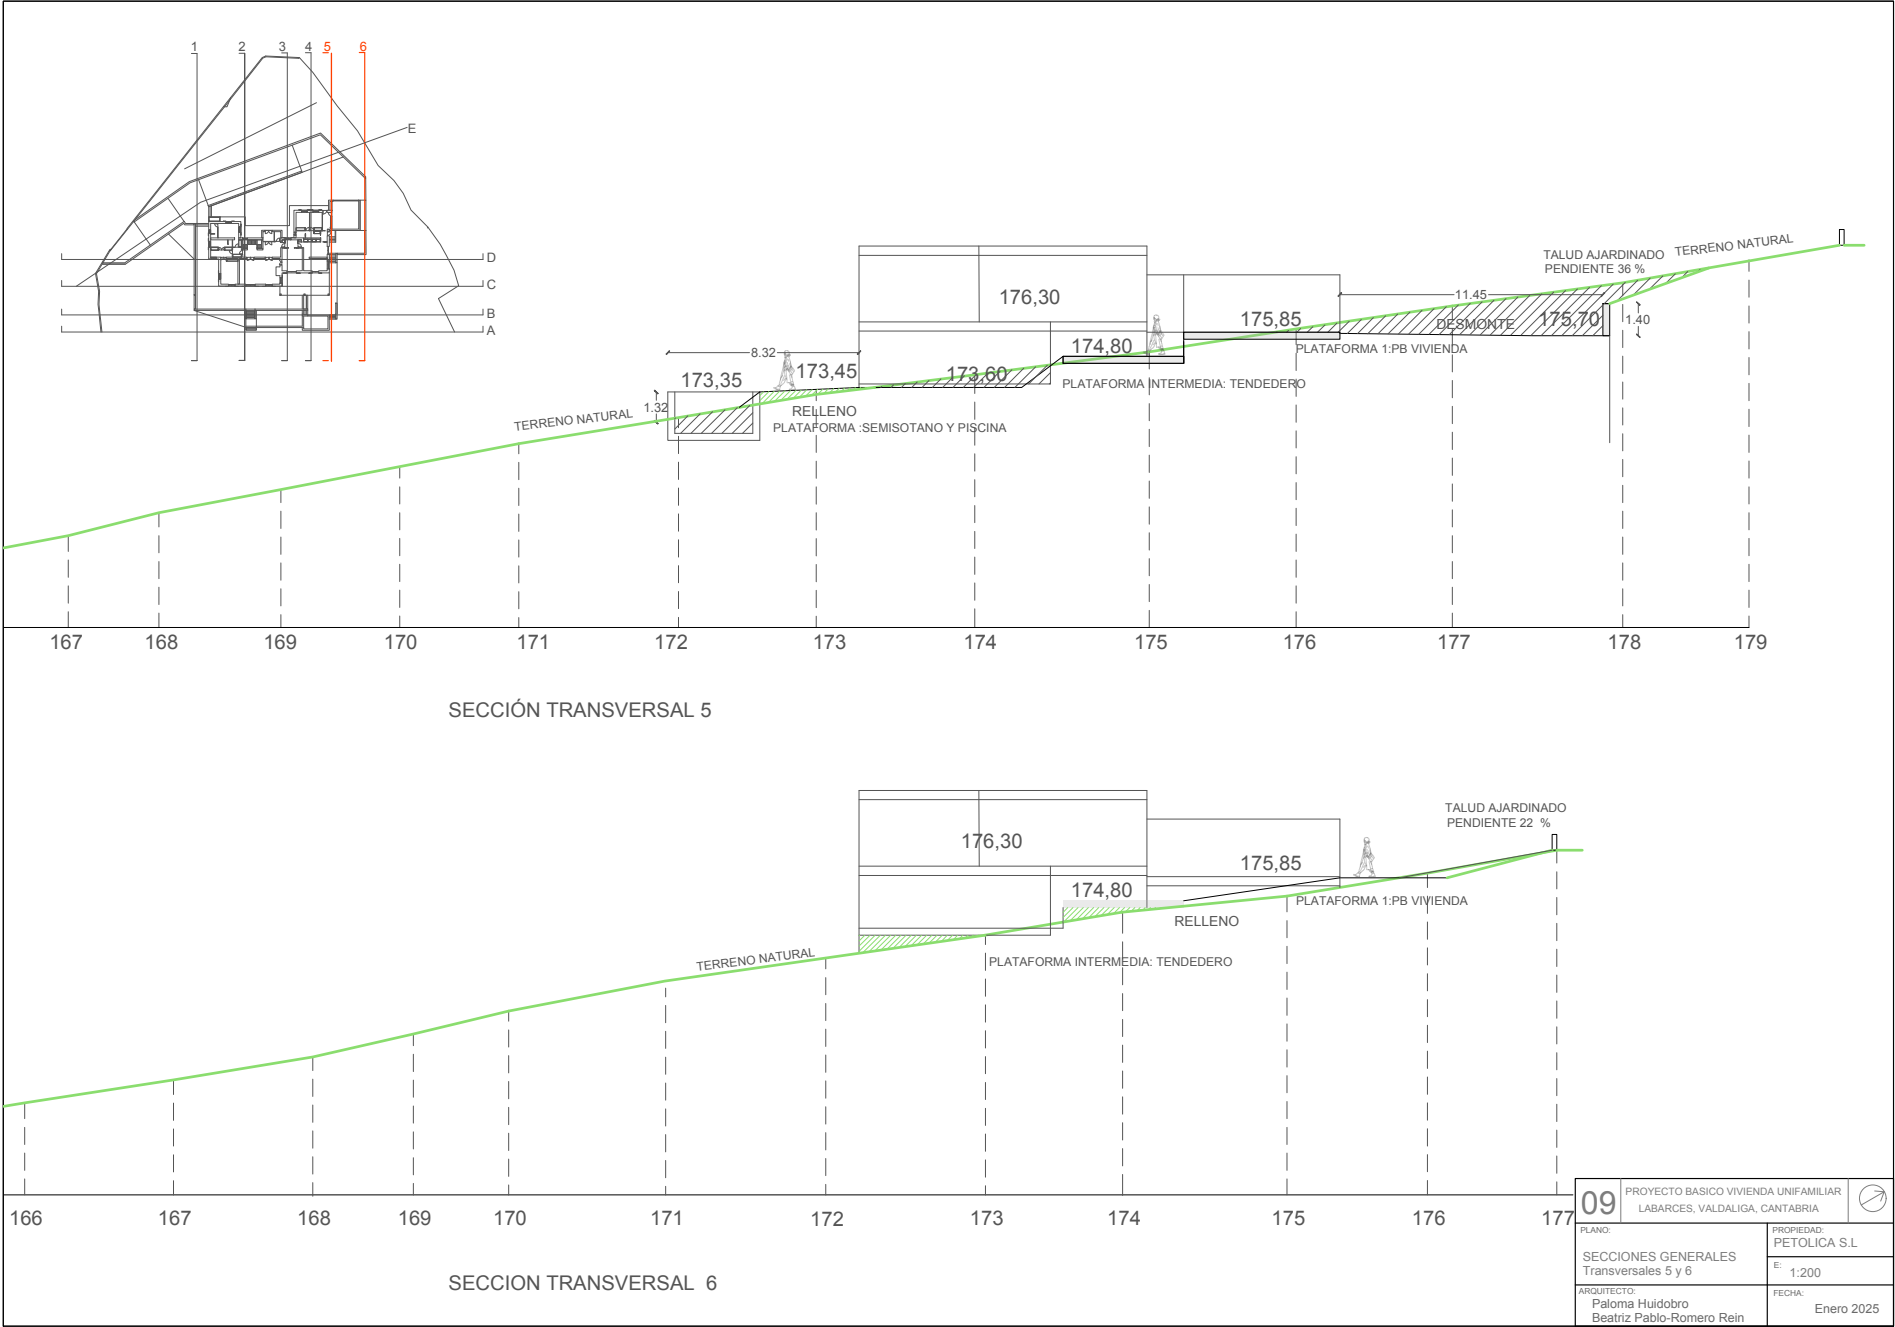 1 2 3 4 5 6
E
D
C
B
A
176,30
TALUD AJARDINADO
PENDIENTE 36 %
TERRENO NATURAL
11.45
175,85
DESMONTE
175,70
1.40
PLATAFORMA 1:PB VIVIENDA
174,80
8.32
173,35
173,45
173,60
PLATAFORMA INTERMEDIA: TENDEDERO
1.32
TERRENO NATURAL
RELLENO
PLATAFORMA :SEMISOTANO Y PISCINA
167 168 169 170 171 172 173 174 175 176 177 178 179
SECCIÓN TRANSVERSAL 5
176,30
TALUD AJARDINADO
PENDIENTE 22 %
175,85
174,80
PLATAFORMA 1:PB VIVIENDA
RELLENO
TERRENO NATURAL
PLATAFORMA INTERMEDIA: TENDEDERO
166 167 168 169 170 171 172 173 174 175 176 177
SECCION TRANSVERSAL 6
09
PROYECTO BASICO VIVIENDA UNIFAMILIAR
LABARCES, VALDALIGA, CANTABRIA
PLANO:
SECCIONES GENERALES
Transversales 5 y 6
PROPIEDAD:
PETOLICA S.L
E: 1:200
ARQUITECTO:
Paloma Huidobro
Beatriz Pablo-Romero Rein
FECHA:
Enero 2025